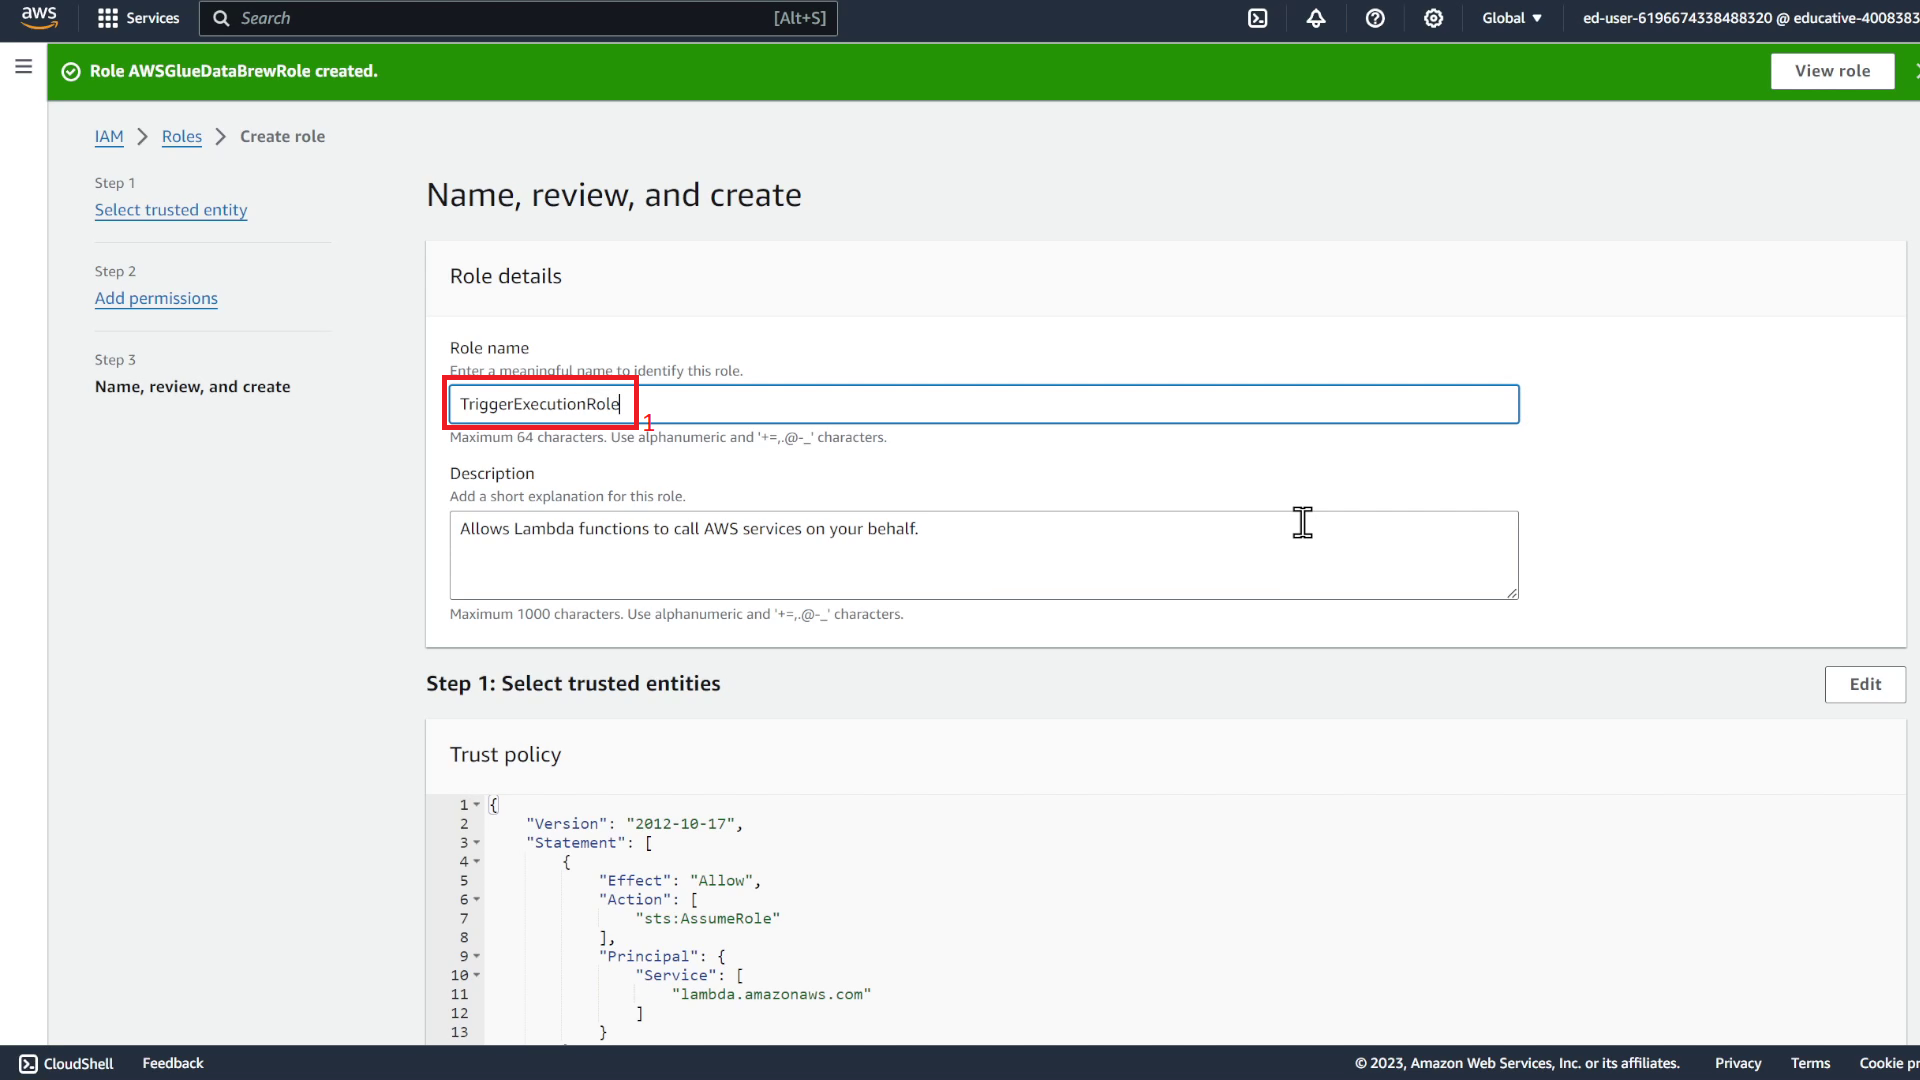 aws
Services
Search
[Alt+S]
Global
ed-user-6196674338488320 @ educative-4008383
Role AWSGlueDataBrewRole created.
View role
IAM
Roles
Create role
Step 1
Select trusted entity
Step 2
Add permissions
Step 3
Name, review, and create
Name, review, and create
Role details
Role name
Enter a meaningful name to identify this role.
TriggerExecutionRole
1
Maximum 64 characters. Use alphanumeric and '+=,.@-_' characters.
Description
Add a short explanation for this role.
Allows Lambda functions to call AWS services on your behalf.
Maximum 1000 characters. Use alphanumeric and '+=,.@-_' characters.
Step 1: Select trusted entities
Edit
Trust policy
1 {
2 "Version": "2012-10-17",
3 "Statement": [
4 {
5 "Effect": "Allow",
6 "Action": [
7 "sts:AssumeRole"
8 ],
9 "Principal": {
10 "Service": [
11 "lambda.amazonaws.com"
12 ]
13 }
CloudShell
Feedback
© 2023, Amazon Web Services, Inc. or its affiliates.
Privacy
Terms
Cookie pr